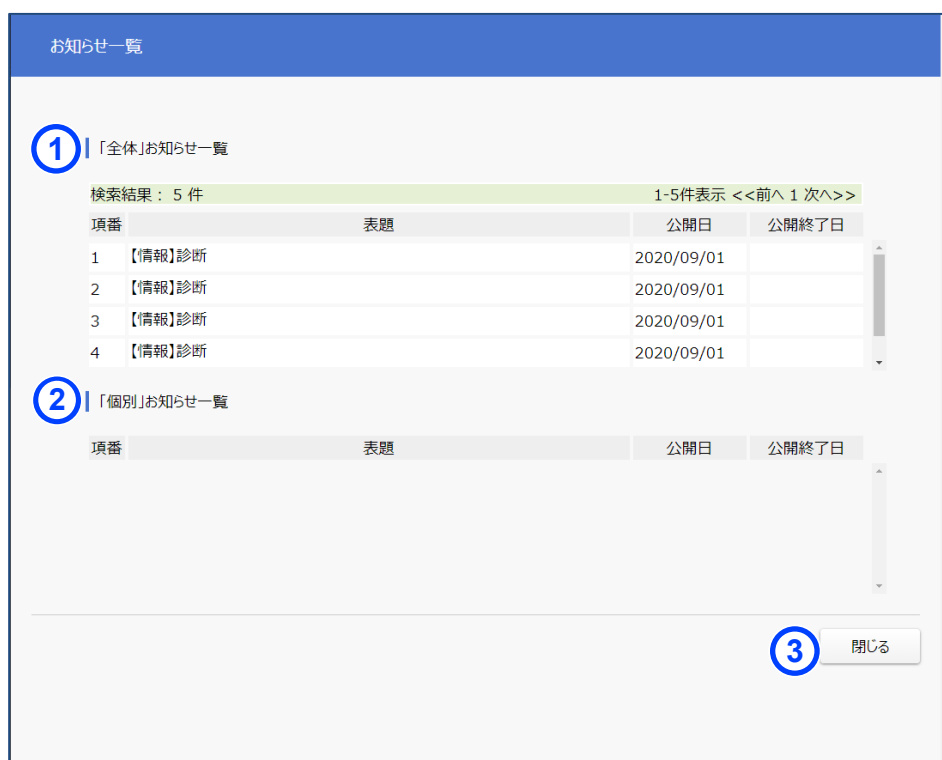 お知らせ一覧
1 「全体」お知らせ一覧
検索結果： 5 件 1-5件表示 <<前へ 1 次へ>>
項番 表題 公開日 公開終了日
1 【情報】診断 2020/09/01
2 【情報】診断 2020/09/01
3 【情報】診断 2020/09/01
4 【情報】診断 2020/09/01
2 「個別」お知らせ一覧
項番 表題 公開日 公開終了日
3 閉じる